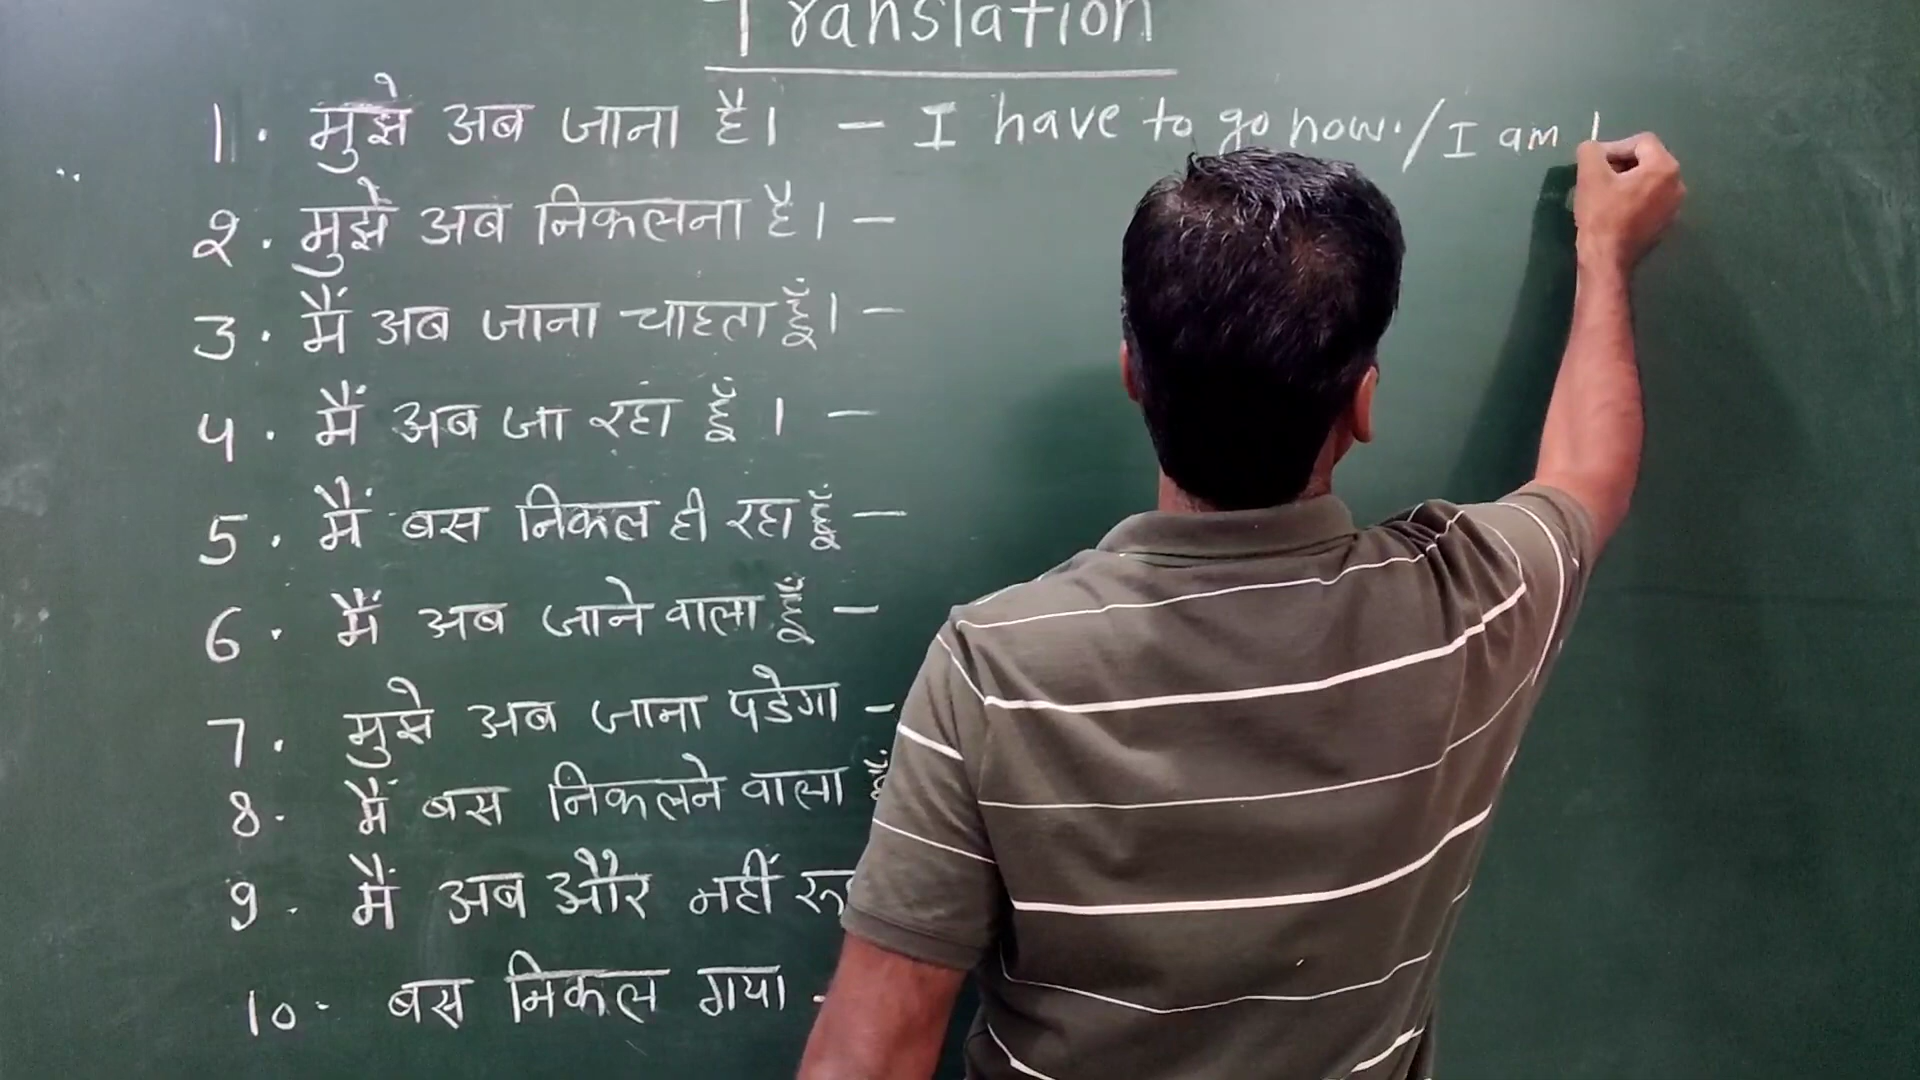 Translation
1. मुझे अब जाना है। - I have to go now. / I am
2. मुझे अब निकलना है। -
3. मैं अब जाना चाहता हूँ। -
4. मैं अब जा रहा हूँ। -
5. मैं बस निकल ही रहा हूँ -
6. मैं अब जाने वाला हूँ -
7. मुझे अब जाना पडेगा -
8. मैं बस निकलने वाला हूँ
9. मैं अब और नहीं
10. बस निकल गया -